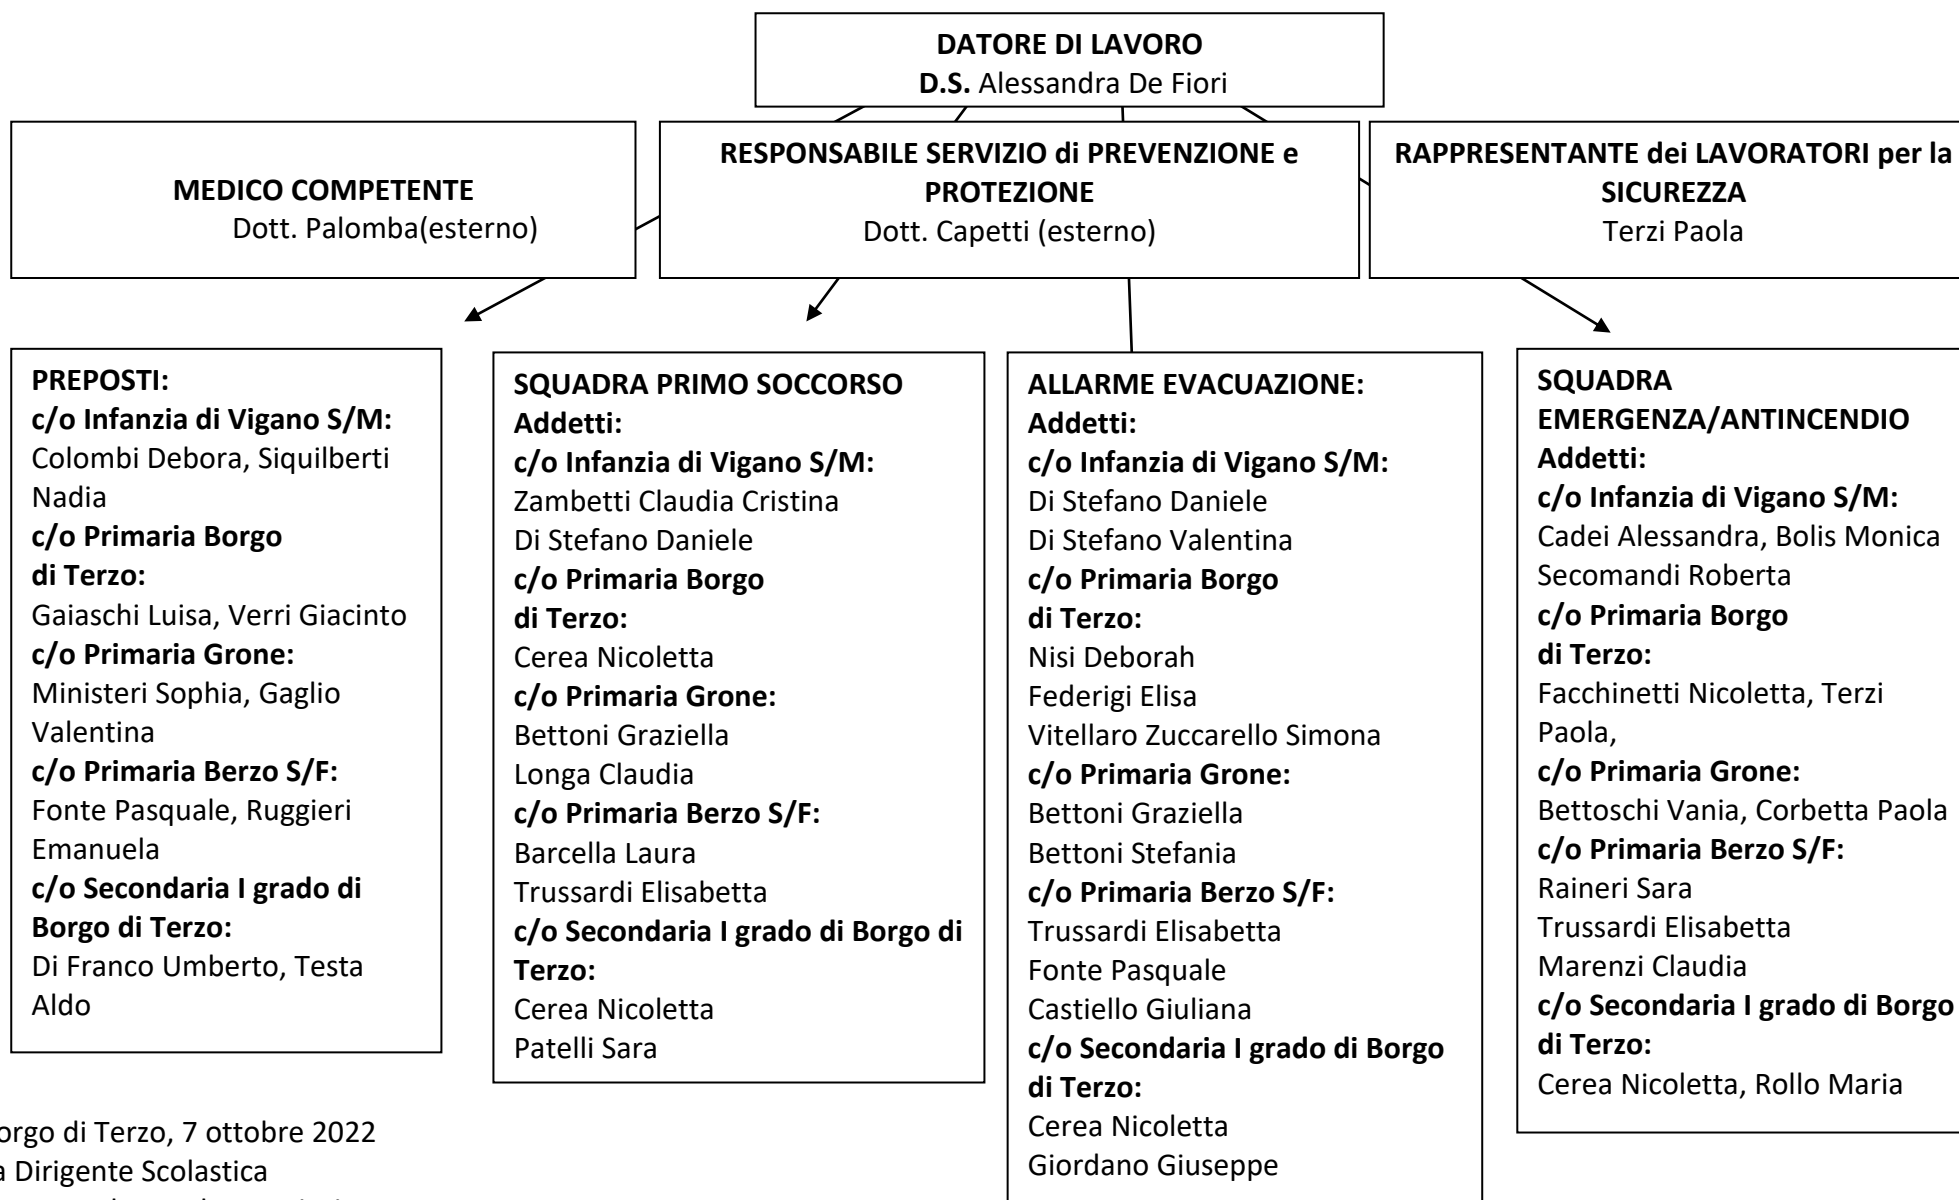 DATORE DI LAVORO
D.S. Alessandra De Fiori
MEDICO COMPETENTE
Dott. Palomba(esterno)
RESPONSABILE SERVIZIO di PREVENZIONE e
PROTEZIONE
Dott. Capetti (esterno)
RAPPRESENTANTE dei LAVORATORI per la
SICUREZZA
Terzi Paola
PREPOSTI:
c/o Infanzia di Vigano S/M:
Colombi Debora, Siquilberti
Nadia
c/o Primaria Borgo
di Terzo:
Gaiaschi Luisa, Verri Giacinto
c/o Primaria Grone:
Ministeri Sophia, Gaglio
Valentina
c/o Primaria Berzo S/F:
Fonte Pasquale, Ruggieri
Emanuela
c/o Secondaria I grado di
Borgo di Terzo:
Di Franco Umberto, Testa
Aldo
SQUADRA PRIMO SOCCORSO
Addetti:
c/o Infanzia di Vigano S/M:
Zambetti Claudia Cristina
Di Stefano Daniele
c/o Primaria Borgo
di Terzo:
Cerea Nicoletta
c/o Primaria Grone:
Bettoni Graziella
Longa Claudia
c/o Primaria Berzo S/F:
Barcella Laura
Trussardi Elisabetta
c/o Secondaria I grado di Borgo di
Terzo:
Cerea Nicoletta
Patelli Sara
ALLARME EVACUAZIONE:
Addetti:
c/o Infanzia di Vigano S/M:
Di Stefano Daniele
Di Stefano Valentina
c/o Primaria Borgo
di Terzo:
Nisi Deborah
Federigi Elisa
Vitellaro Zuccarello Simona
c/o Primaria Grone:
Bettoni Graziella
Bettoni Stefania
c/o Primaria Berzo S/F:
Trussardi Elisabetta
Fonte Pasquale
Castiello Giuliana
c/o Secondaria I grado di Borgo
di Terzo:
Cerea Nicoletta
Giordano Giuseppe
SQUADRA
EMERGENZA/ANTINCENDIO
Addetti:
c/o Infanzia di Vigano S/M:
Cadei Alessandra, Bolis Monica
Secomandi Roberta
c/o Primaria Borgo
di Terzo:
Facchinetti Nicoletta, Terzi
Paola,
c/o Primaria Grone:
Bettoschi Vania, Corbetta Paola
c/o Primaria Berzo S/F:
Raineri Sara
Trussardi Elisabetta
Marenzi Claudia
c/o Secondaria I grado di Borgo
di Terzo:
Cerea Nicoletta, Rollo Maria
orgo di Terzo, 7 ottobre 2022
a Dirigente Scolastica